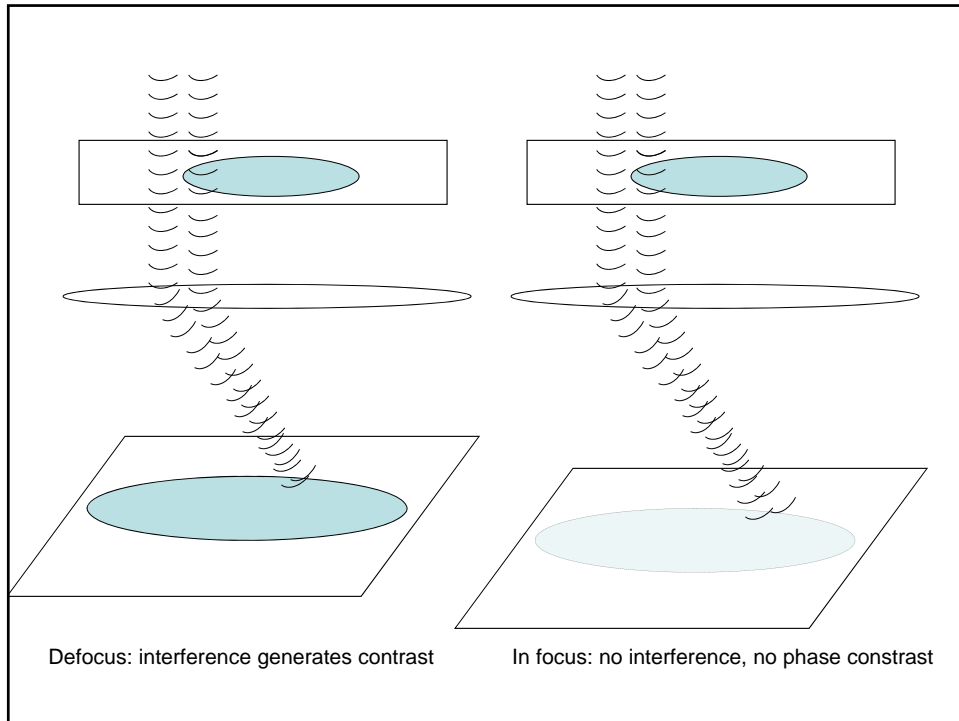 Defocus: interference generates contrast
In focus: no interference, no phase constrast